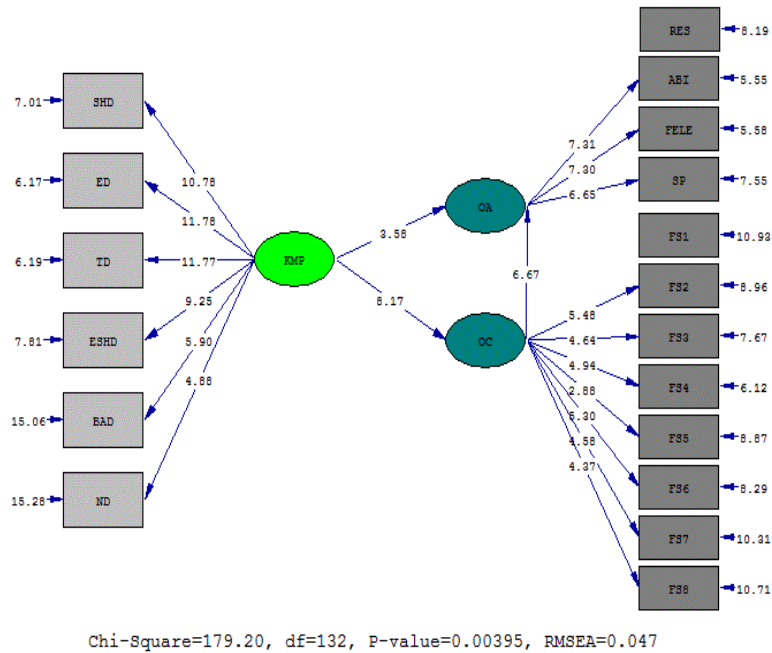 RES
8.19
ABI
5.55
FELE
5.58
SP
7.55
FS1
10.93
FS2
8.96
FS3
7.67
FS4
6.12
FS5
8.87
FS6
8.29
FS7
10.31
FS8
10.71
7.01
SHD
6.17
ED
6.19
TD
7.81
ESHD
15.06
BAD
15.28
ND
10.78
11.78
11.77
9.25
5.90
4.88
KMP
3.58
8.17
OA
OC
6.67
7.31
7.30
6.65
5.48
4.64
4.94
2.88
5.30
4.58
4.37
Chi-Square=179.20, df=132, P-value=0.00395, RMSEA=0.047